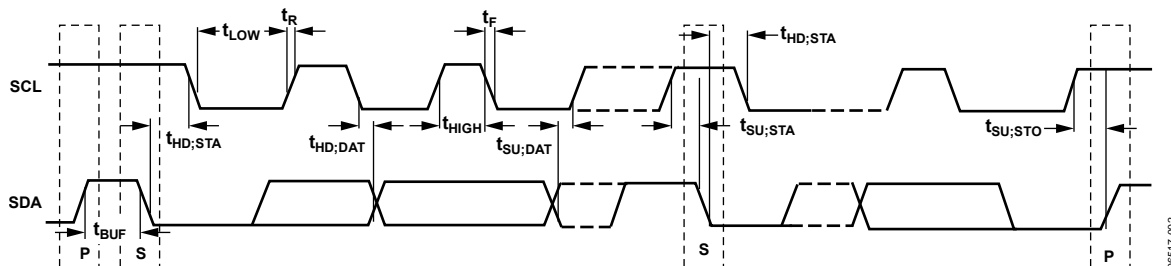 tR
tF
tLOW
tHD;STA
SCL
tHD;STA
tHD;DAT
tHIGH
tSU;DAT
tSU;STA
tSU;STO
SDA
tBUF
P
S
S
P